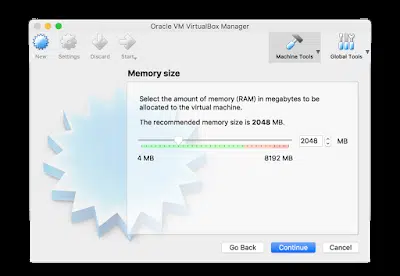 Oracle VM VirtualBox Manager
New Settings Discard Start Machine Tools Global Tools
Memory size
Select the amount of memory (RAM) in megabytes to be
allocated to the virtual machine.
The recommended memory size is 2048 MB.
2048 MB
4 MB 8192 MB
Go Back Continue Cancel